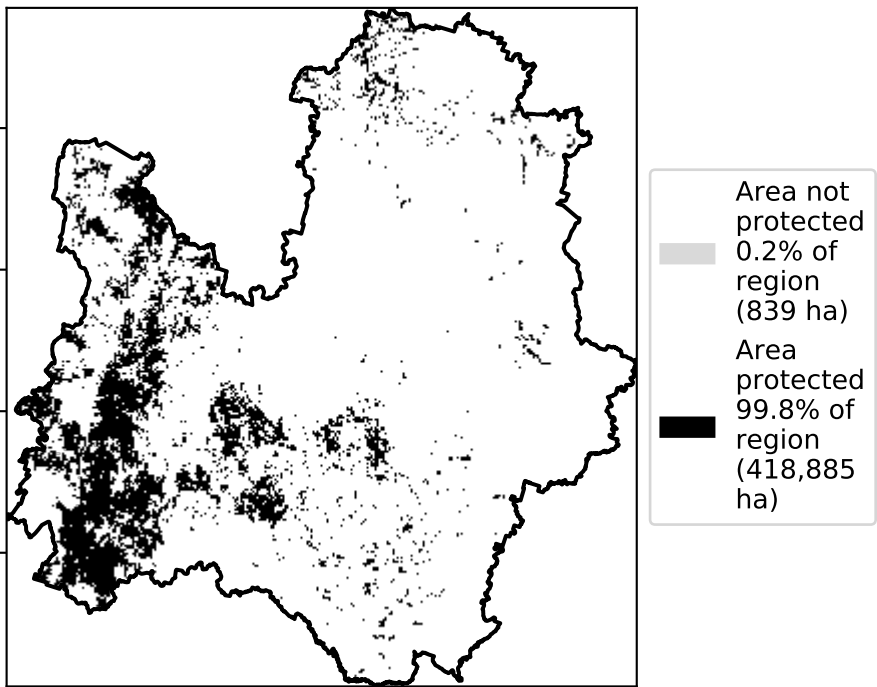 Area not
protected
0.2% of
region
(839 ha)
Area
protected
99.8% of
region
(418,885
ha)